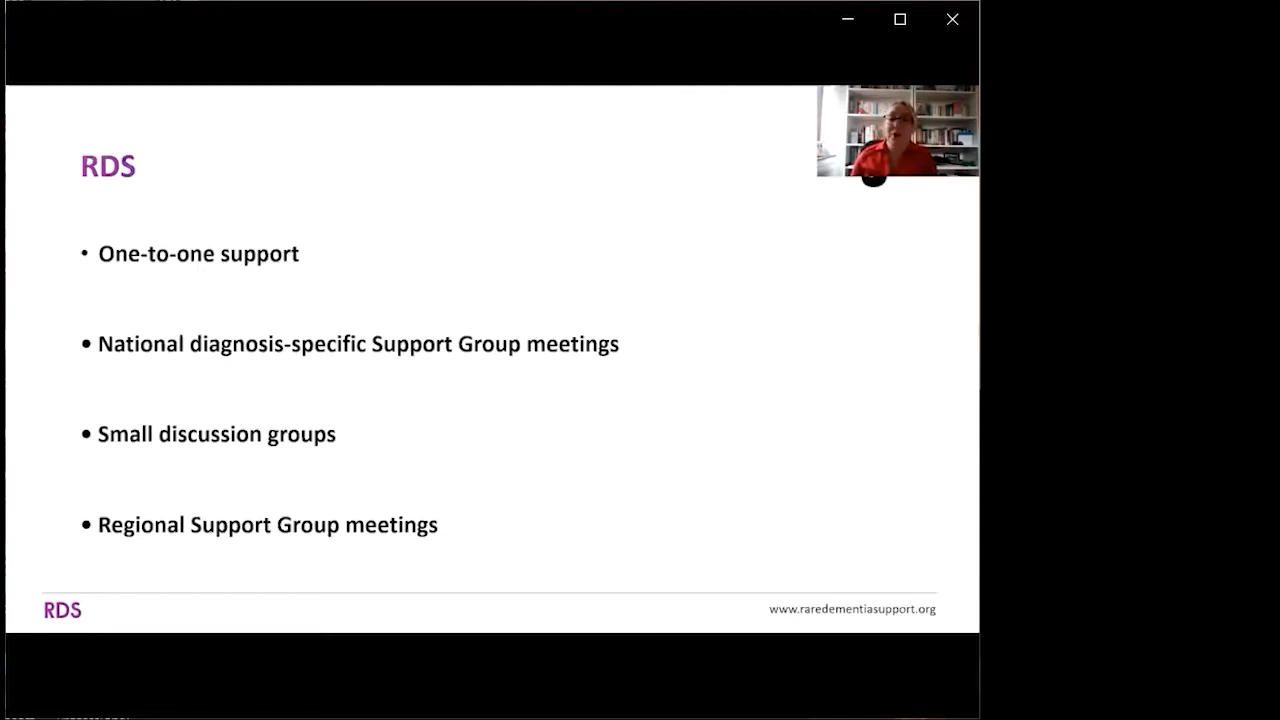 RDS
• One-to-one support
• National diagnosis-specific Support Group meetings
• Small discussion groups
• Regional Support Group meetings
RDS
www.raredementiasupport.org